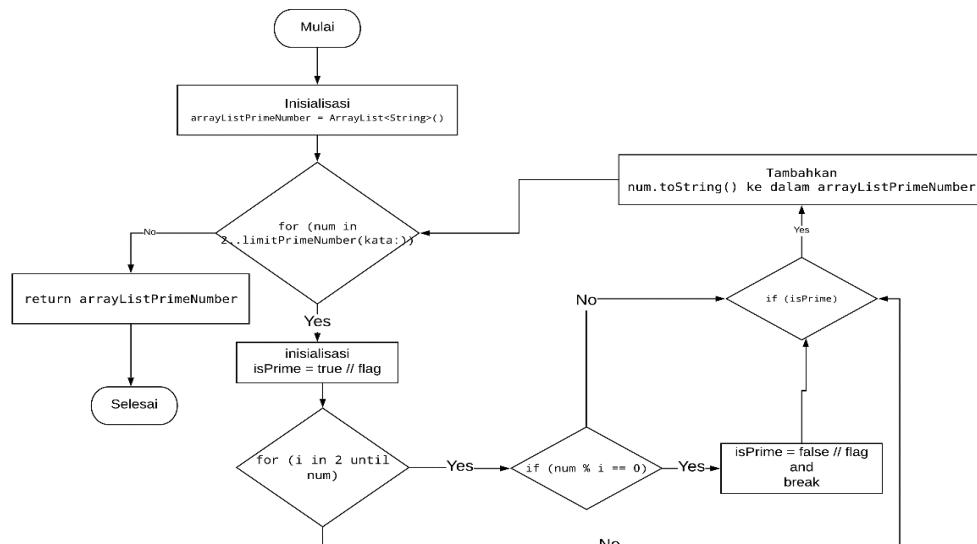 Mulai
Inisialisasi
arrayListPrimeNumber = ArrayList<String>()
Tambahkan
num.toString() ke dalam arrayListPrimeNumber
for (num in
2..limitPrimeNumber(kata:))
No
Yes
return arrayListPrimeNumber
if (isPrime)
No
Yes
inisialisasi
isPrime = true // flag
Selesai
for (i in 2 until
num)
Yes
if (num % i == 0)
Yes
isPrime = false // flag
and
break
No